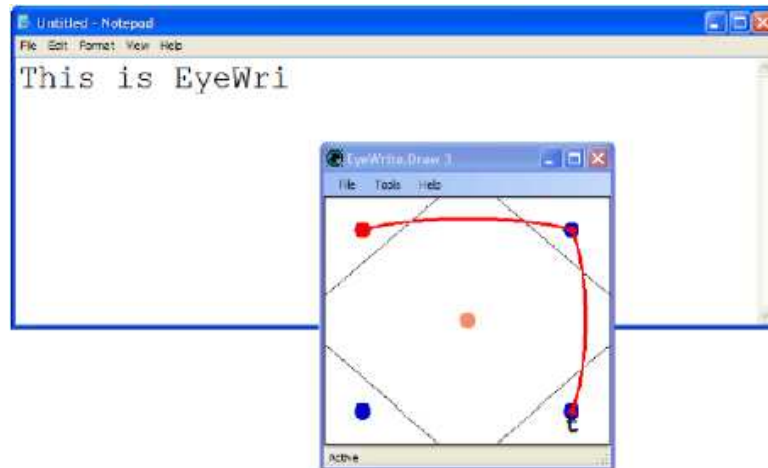 Untitled - Notepad
File Edit Format View Help
This is EyeWri
EyeWrite.Draw 3
File Tools Help
t
Active